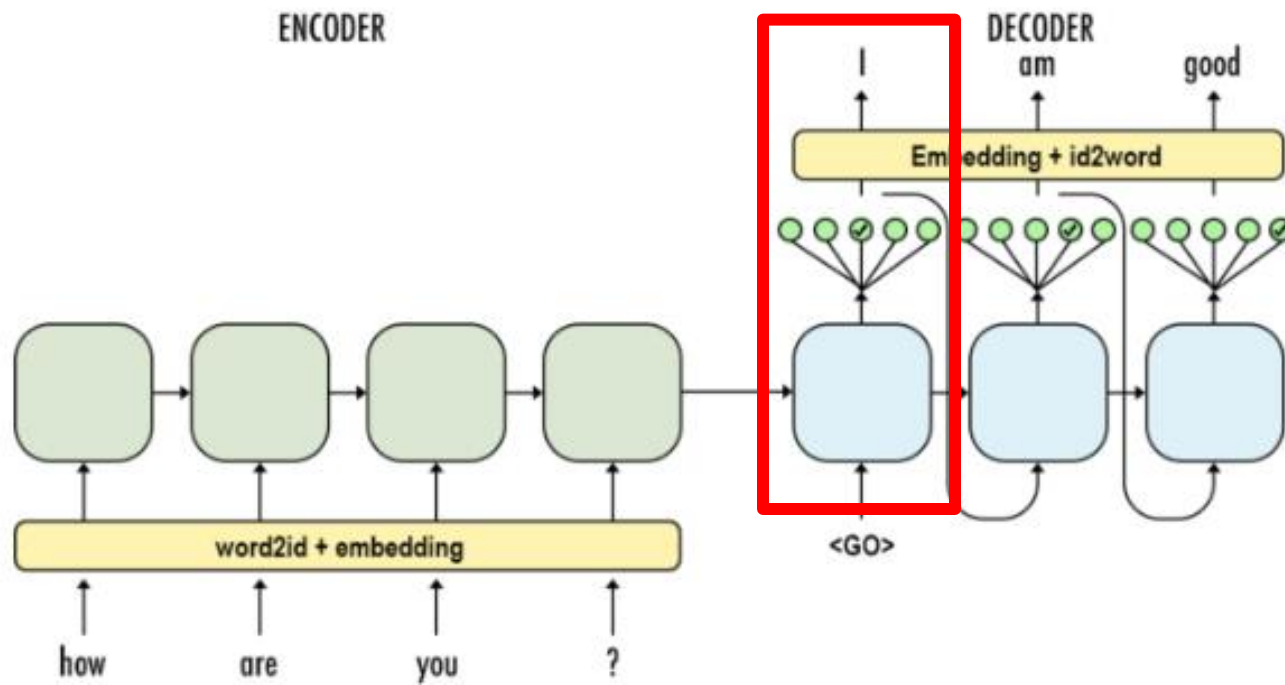 ENCODER
DECODER
I am good
Embedding + id2word
word2id + embedding
<GO>
how are you ?